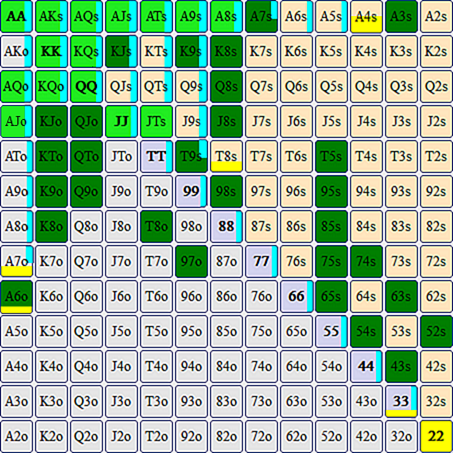 AA AKs AQs AJs ATs A9s A8s A7s A6s A5s A4s A3s A2s
AKo KK KQs KJs KTs K9s K8s K7s K6s K5s K4s K3s K2s
AQo KQo QQ QJs QTs Q9s Q8s Q7s Q6s Q5s Q4s Q3s Q2s
AJo KJo QJo JJ JTs J9s J8s J7s J6s J5s J4s J3s J2s
ATo KTo QTo JTo TT T9s T8s T7s T6s T5s T4s T3s T2s
A9o K9o Q9o J9o T9o 99 98s 97s 96s 95s 94s 93s 92s
A8o K8o Q8o J8o T8o 98o 88 87s 86s 85s 84s 83s 82s
A7o K7o Q7o J7o T7o 97o 87o 77 76s 75s 74s 73s 72s
A6o K6o Q6o J6o T6o 96o 86o 76o 66 65s 64s 63s 62s
A5o K5o Q5o J5o T5o 95o 85o 75o 65o 55 54s 53s 52s
A4o K4o Q4o J4o T4o 94o 84o 74o 64o 54o 44 43s 42s
A3o K3o Q3o J3o T3o 93o 83o 73o 63o 53o 43o 33 32s
A2o K2o Q2o J2o T2o 92o 82o 72o 62o 52o 42o 32o 22